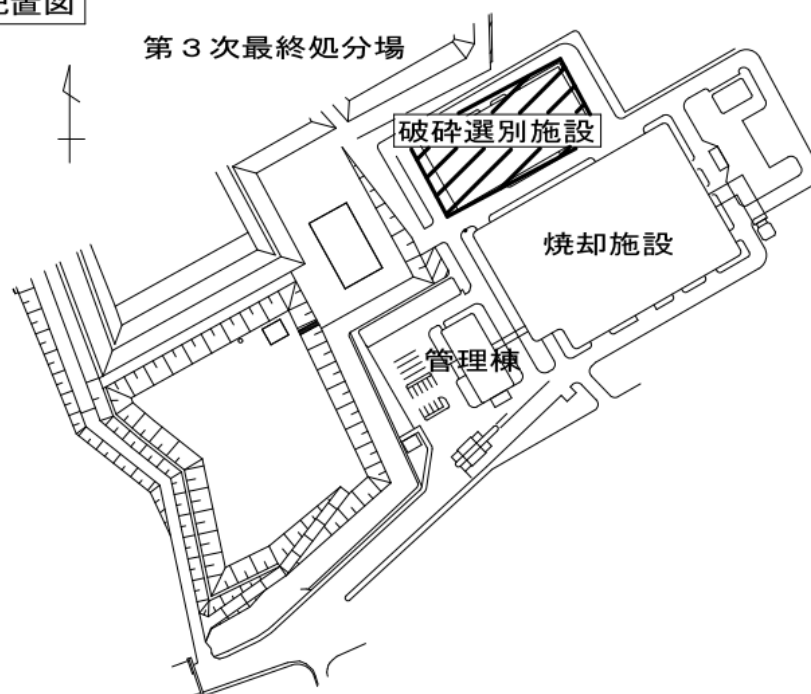 配置図
第３次最終処分場
破砕選別施設
焼却施設
管理棟